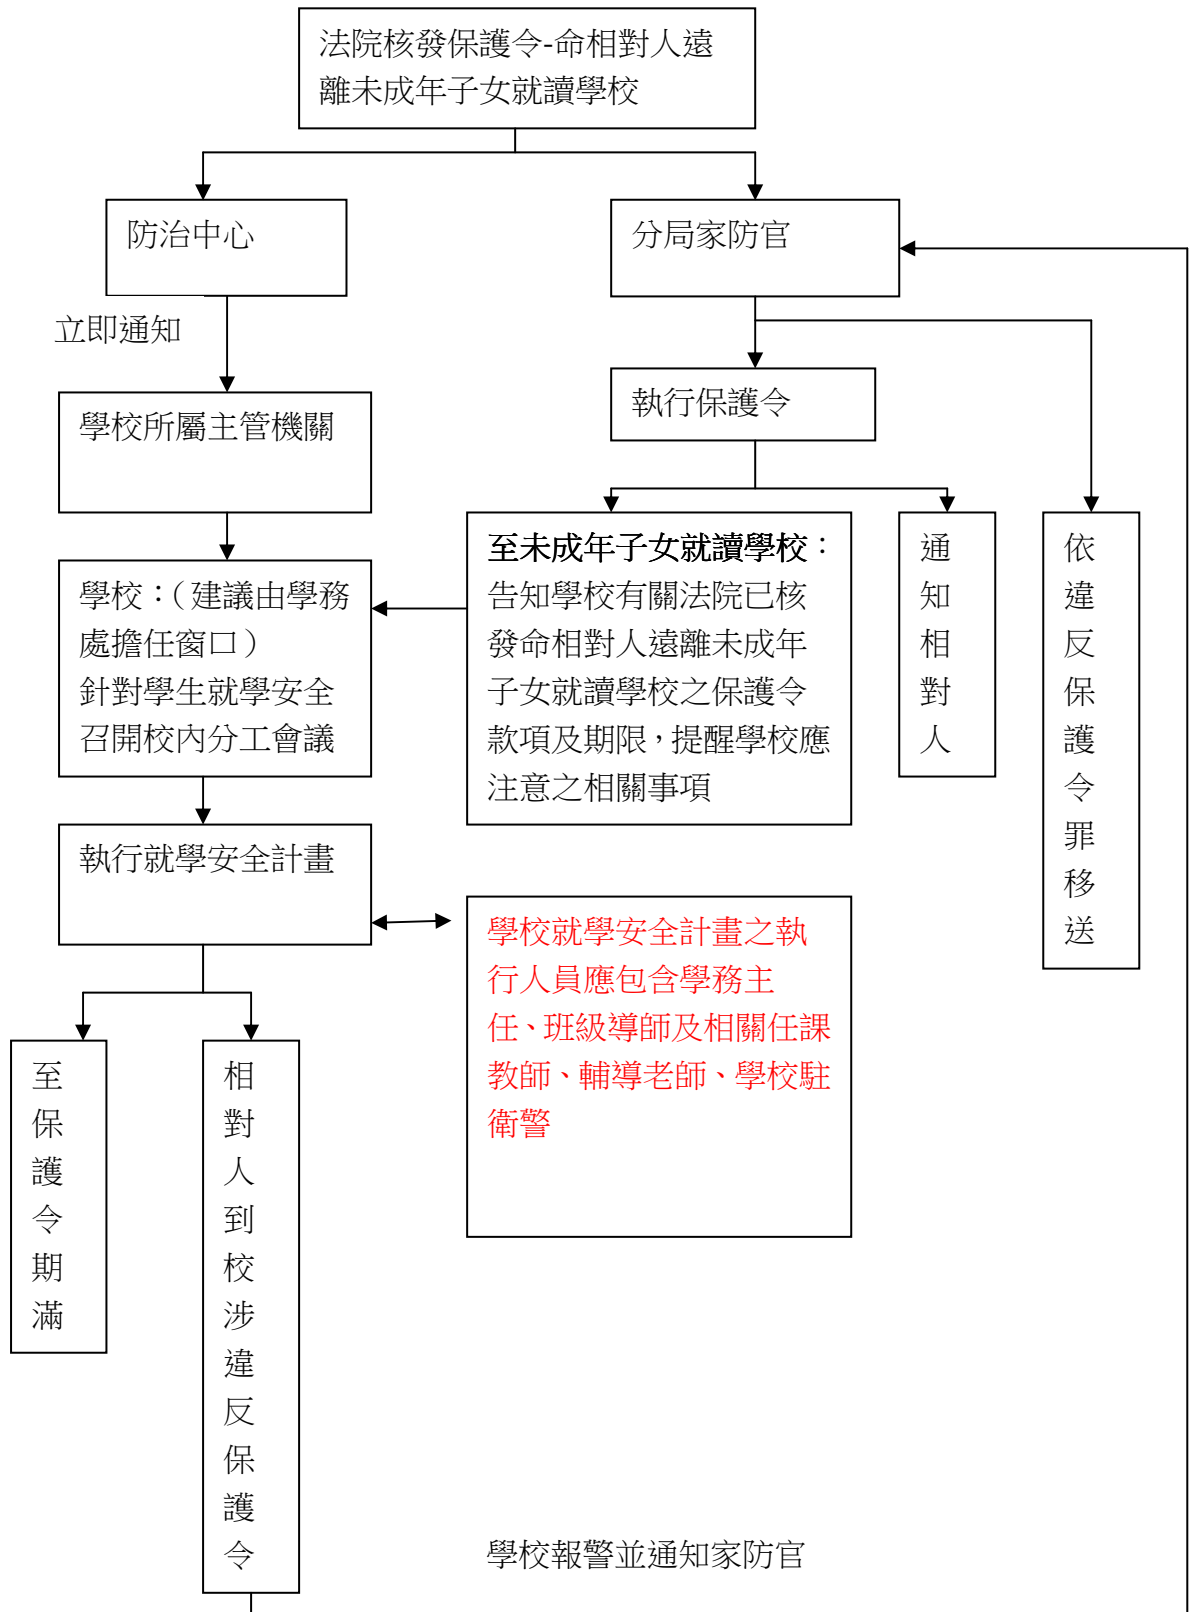 法院核發保護令-命相對人遠
離未成年子女就讀學校
防治中心
分局家防官
立即通知
學校所屬主管機關
執行保護令
學校：（建議由學務
處擔任窗口）
針對學生就學安全
召開校內分工會議
至未成年子女就讀學校：
告知學校有關法院已核
發命相對人遠離未成年
子女就讀學校之保護令
款項及期限，提醒學校應
注意之相關事項
通知相對人
依違反保護令罪移送
執行就學安全計畫
學校就學安全計畫之執
行人員應包含學務主
任、班級導師及相關任課
教師、輔導老師、學校駐
衛警
至保護令期滿
相對人到校涉違反保護令
學校報警並通知家防官